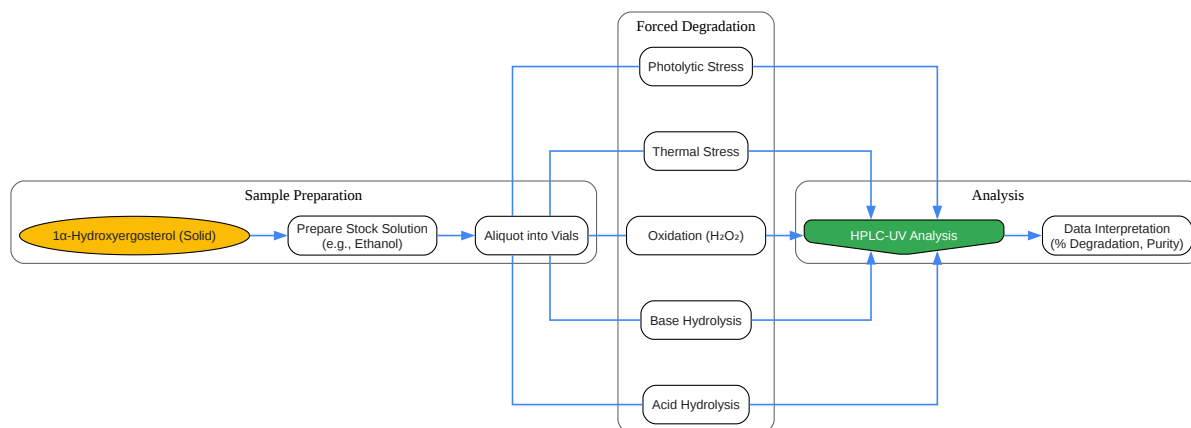 Forced Degradation
Photolytic Stress
Thermal Stress
Sample Preparation
Analysis
1α-Hydroxyergosterol (Solid)
Prepare Stock Solution
(e.g., Ethanol)
Aliquot into Vials
Oxidation (H₂O₂)
HPLC-UV Analysis
Data Interpretation
(% Degradation, Purity)
Base Hydrolysis
Acid Hydrolysis